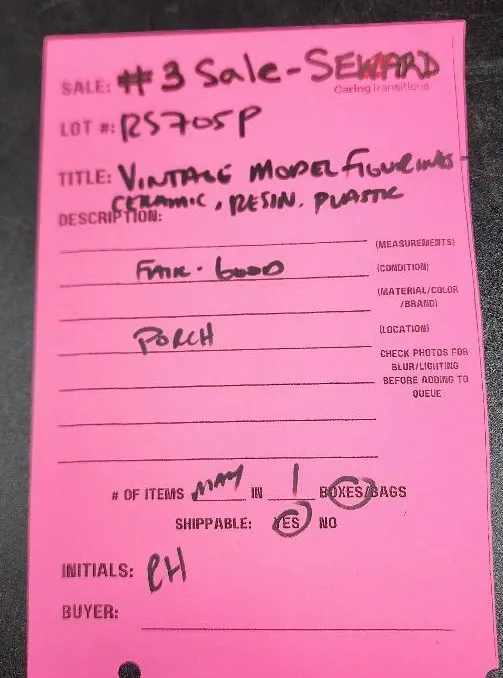 SALE: #3 Sale-SEWARD
Caring Transitions
LOT #: RS705P
TITLE: VINTAGE MODEL FIGURINES-
CERAMIC, RESIN, PLASTIC
DESCRIPTION:
(MEASUREMENTS)
FAIR-GOOD (CONDITION)
(MATERIAL/COLOR
/BRAND)
PORCH (LOCATION)
CHECK PHOTOS FOR
BLUR/LIGHTING
BEFORE ADDING TO
QUEUE
# OF ITEMS MANY IN 1 BOXES/BAGS
SHIPPABLE: YES NO
INITIALS: RH
BUYER: